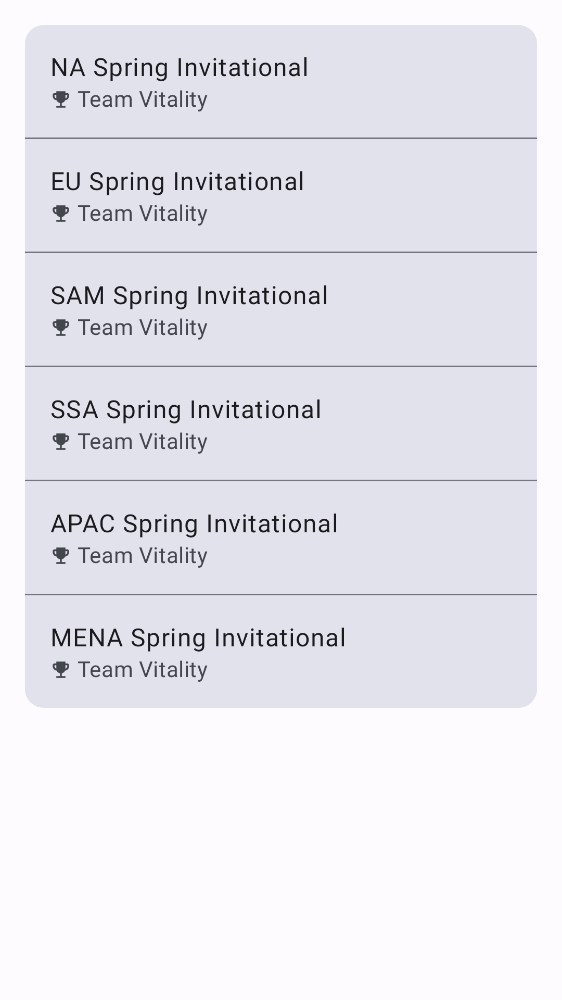 NA Spring Invitational
Team Vitality
EU Spring Invitational
Team Vitality
SAM Spring Invitational
Team Vitality
SSA Spring Invitational
Team Vitality
APAC Spring Invitational
Team Vitality
MENA Spring Invitational
Team Vitality